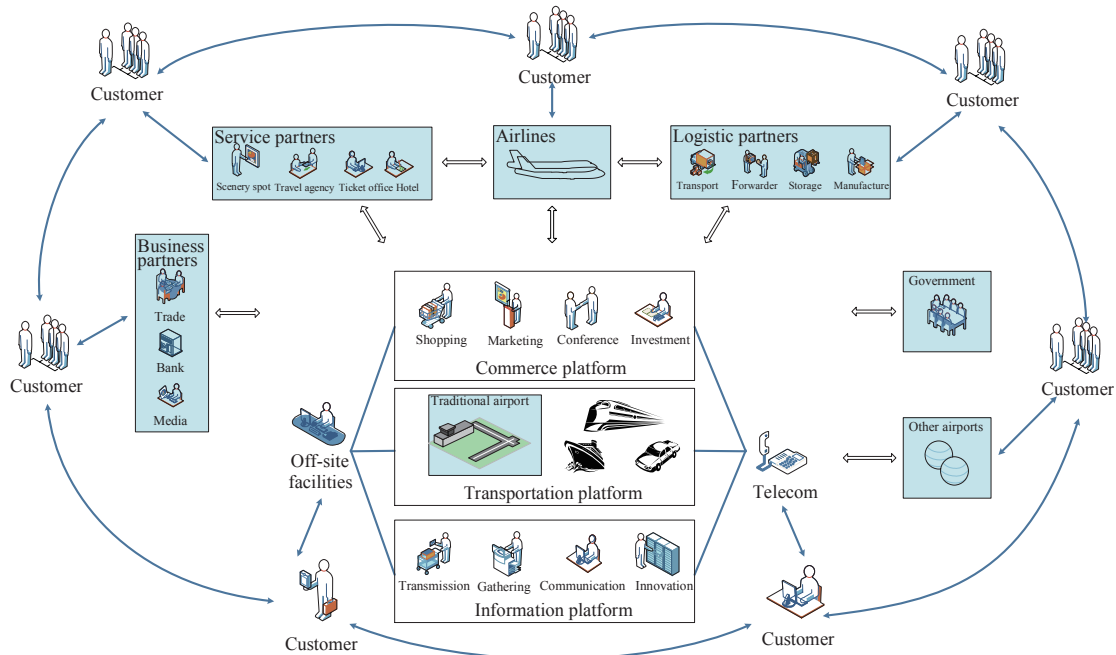 Customer
Customer
Customer
Service partners
Scenery spot
Travel agency
Ticket office
Hotel
Airlines
Logistic partners
Transport
Forwarder
Storage
Manufacture
Business
partners
Trade
Bank
Media
Customer
Shopping
Marketing
Conference
Investment
Commerce platform
Government
Customer
Traditional airport
Transportation platform
Off-site
facilities
Telecom
Other airports
Transmission
Gathering
Communication
Innovation
Information platform
Customer
Customer